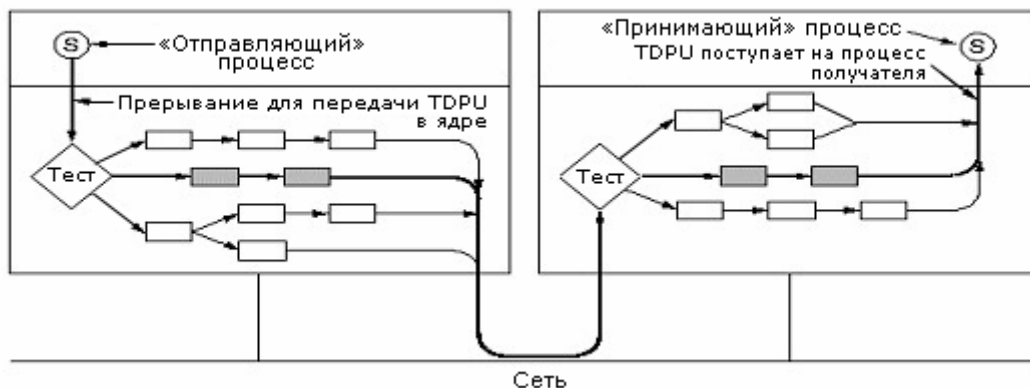 S
«Отправляющий»
процесс
Прерывание для передачи TDPU
в ядре
Тест
«Принимающий» процесс
S
TDPU поступает на процесс
получателя
Тест
Сеть